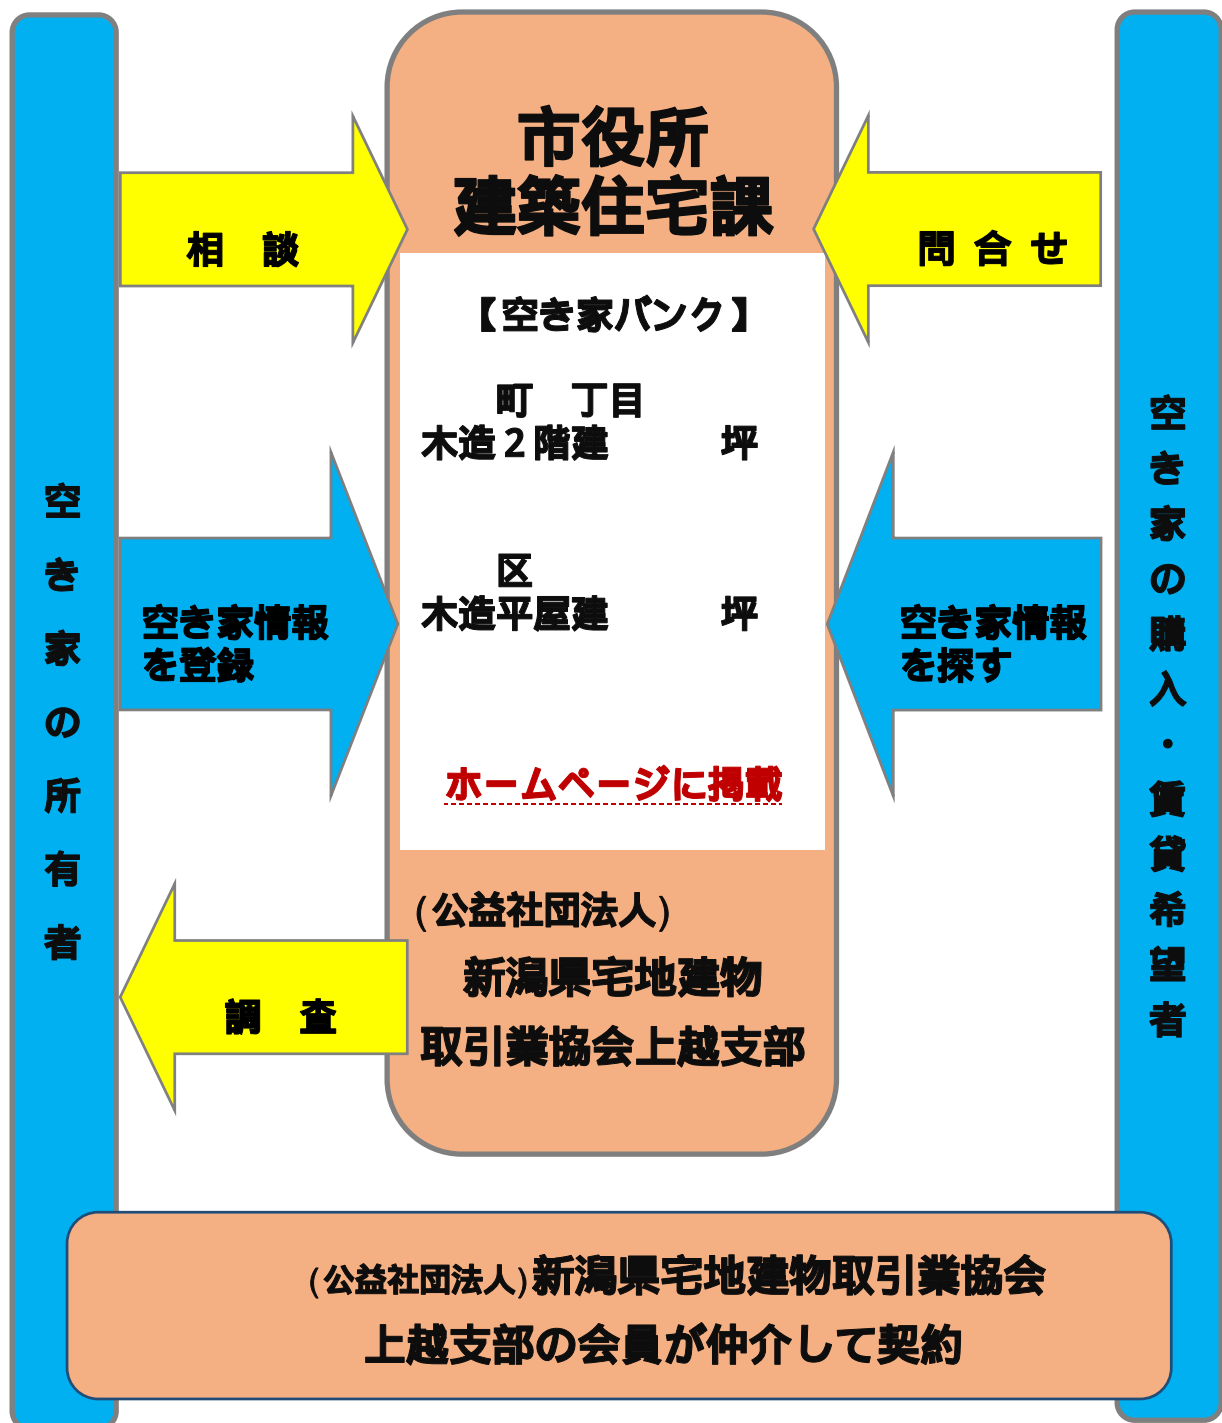 市役所
建築住宅課
相　談
問 合 せ
【空き家バンク】
町　丁目
木造２階建　　　坪
区
木造平屋建　　　坪
ホームページに掲載
空き家の所有者
空き家情報
を登録
空き家情報
を探す
空き家の購入・賃貸希望者
(公益社団法人)
新潟県宅地建物
取引業協会上越支部
調　査
(公益社団法人)新潟県宅地建物取引業協会
上越支部の会員が仲介して契約